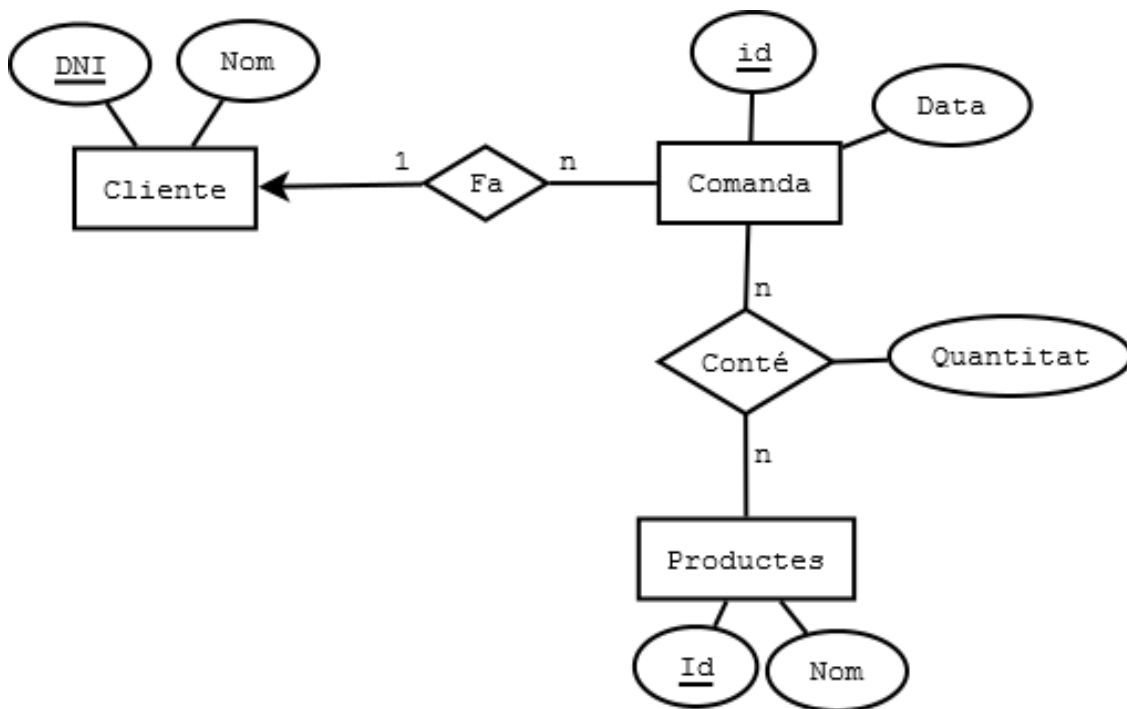 DNI
Nom
id
Data
Cliente
1
Fa
n
Comanda
n
Conté
Quantitat
n
Productes
Id
Nom